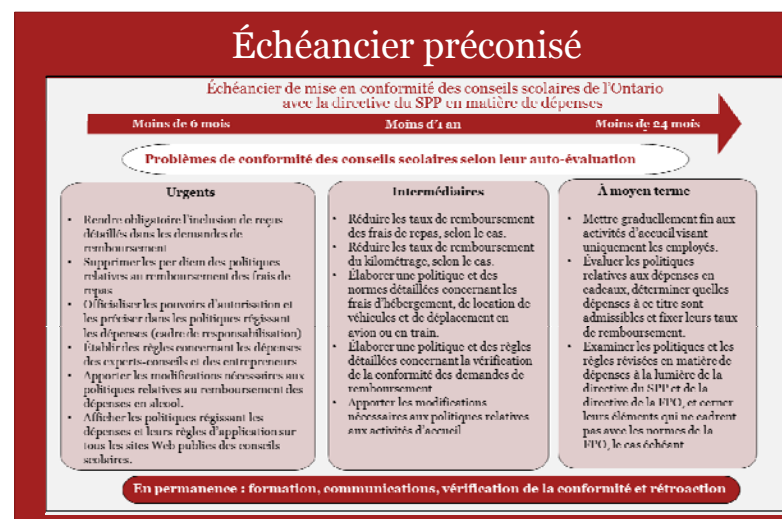 Échéancier préconisé
Échéancier de mise en conformité des conseils scolaires de l'Ontario
avec la directive du SPP en matière de dépenses
Moins de 6 mois
Moins d'1 an
Moins de 24 mois
Problèmes de conformité des conseils scolaires selon leur auto-évaluation
Urgents
• Rendre obligatoire l'inclusion de reçus
détaillés dans les demandes de
remboursement
• Supprimer les per diem des politiques
relatives au remboursement des frais de
repas
• Officialiser les pouvoirs d'autorisation et
les préciser dans les politiques régissant
les dépenses (cadre de responsabilisation)
• Établir des règles concernant les dépenses
des experts-conseils et des entrepreneurs
• Apporter les modifications nécessaires aux
politiques relatives au remboursement des
dépenses en alcool.
• Afficher les politiques régissant les
dépenses et leurs règles d'application sur
tous les sites Web publics des conseils
scolaires.
Intermédiaires
• Réduire les taux de remboursement
des frais de repas, selon le cas.
• Réduire les taux de remboursement
du kilométrage, selon le cas.
• Élaborer une politique et des
normes détaillées concernant les
frais d'hébergement, de location de
véhicules et de déplacement en
avion ou en train.
• Élaborer une politique et des règles
détaillées concernant la vérification
de la conformité des demandes de
remboursement
• Apporter les modifications
nécessaires aux politiques relatives
aux activités d'accueil
À moyen terme
• Mettre graduellement fin aux
activités d'accueil visant
uniquement les employés.
• Évaluer les politiques
relatives aux dépenses en
cadeaux, déterminer quelles
dépenses à ce titre sont
admissibles et fixer leurs taux
de remboursement.
• Examiner les politiques et les
règles révisées en matière de
dépenses à la lumière de la
directive du SPP et de la
directive de la FPO, et cerner
leurs éléments qui ne cadrent
pas avec les normes de la
FPO, le cas échéant
En permanence : formation, communications, vérification de la conformité et rétroaction